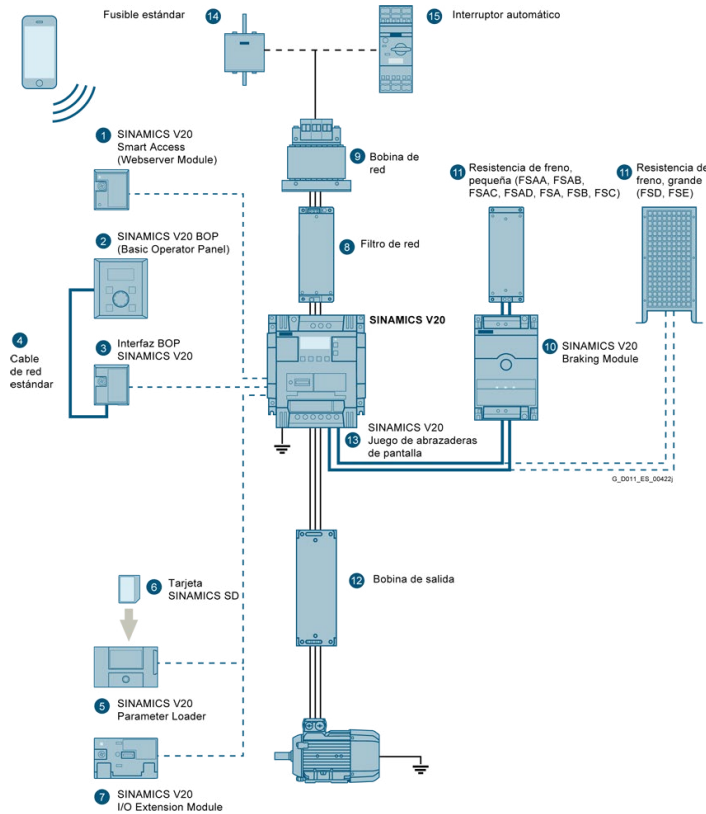 Fusible estándar
14
15
Interruptor automático
1
SINAMICS V20
Smart Access
(Webserver Module)
9
Bobina de
red
11
Resistencia de freno,
pequeña (FSAA, FSAB,
FSAC, FSAD, FSA, FSB, FSC)
11
Resistencia de
freno, grande
(FSD, FSE)
2
SINAMICS V20 BOP
(Basic Operator Panel)
8
Filtro de red
SINAMICS V20
4
Cable
de red
estándar
3
Interfaz BOP
SINAMICS V20
10
SINAMICS V20
Braking Module
13
SINAMICS V20
Juego de abrazaderas
de pantalla
G_D011_ES_00422j
6
Tarjeta
SINAMICS SD
12
Bobina de salida
5
SINAMICS V20
Parameter Loader
7
SINAMICS V20
I/O Extension Module